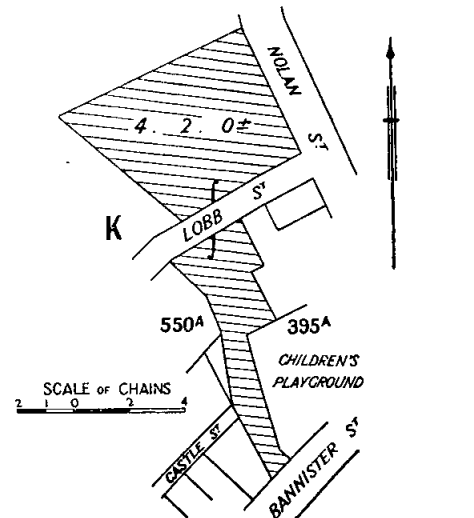 NOLAN ST
4. 2. 0±
LOBB ST
K
550A
395A
CHILDREN'S
PLAYGROUND
SCALE OF CHAINS
2 1 0 2 4
CASTLE ST
BANNISTER ST